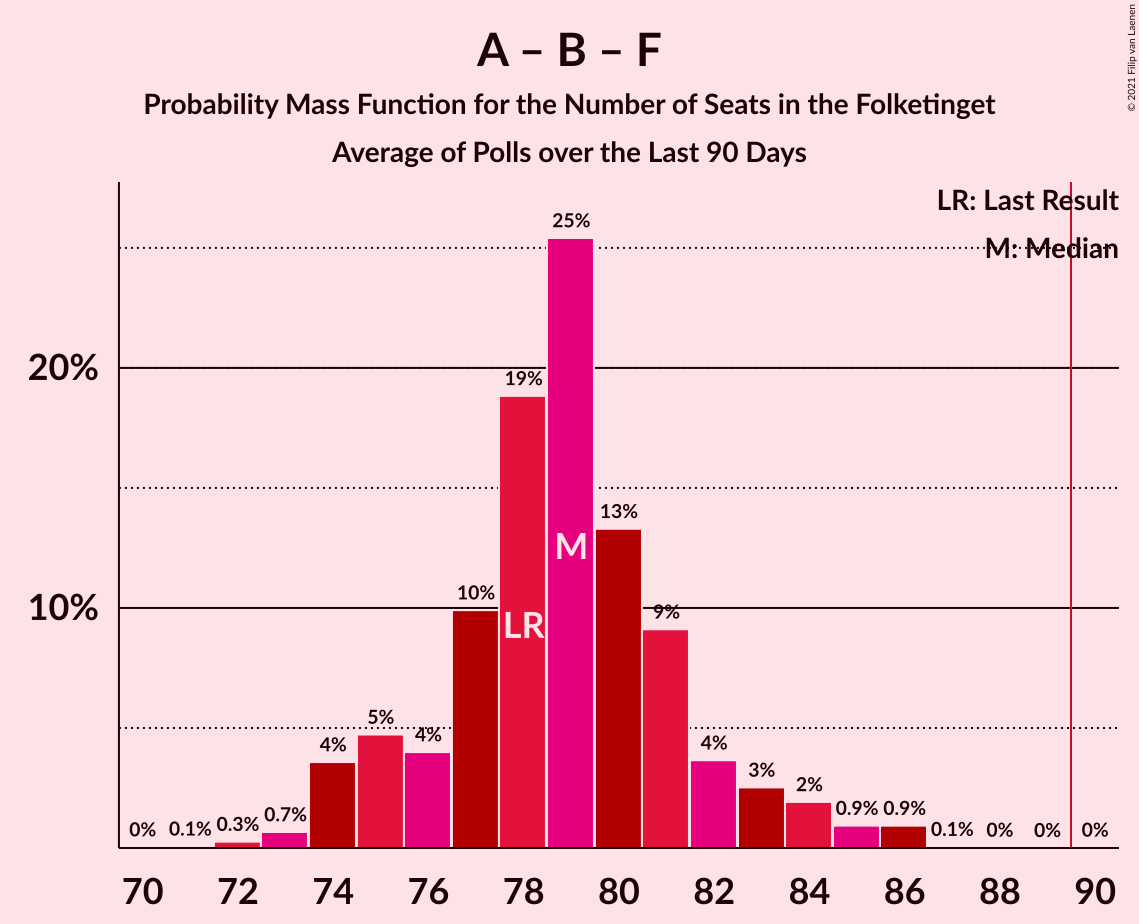 © 2021 Filip van Laenen
A – B – F
Probability Mass Function for the Number of Seats in the Folketinget
Average of Polls over the Last 90 Days
LR: Last Result
M: Median
20%
10%
0%
0.1%
0.3%
0.7%
4%
5%
4%
10%
19%
25%
13%
9%
4%
3%
2%
0.9%
0.9%
0.1%
0%
0%
0%
LR
M
70 72 74 76 78 80 82 84 86 88 90